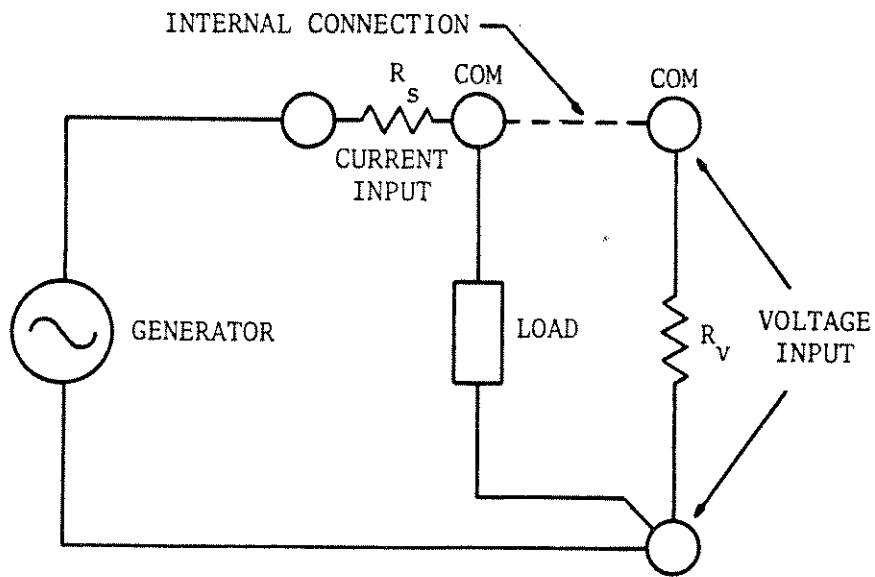 INTERNAL CONNECTION
R
s
COM
COM
CURRENT
INPUT
GENERATOR
LOAD
R
v
VOLTAGE
INPUT